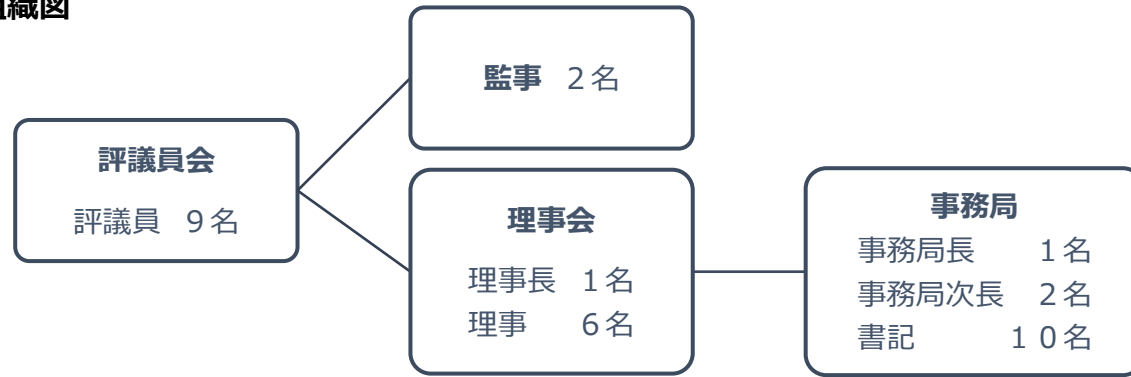 織図
監事 ２名
評議員会
評議員 ９名
理事会
理事長 １名
理事 ６名
事務局
事務局長 １名
事務局次長 ２名
書記 １０名